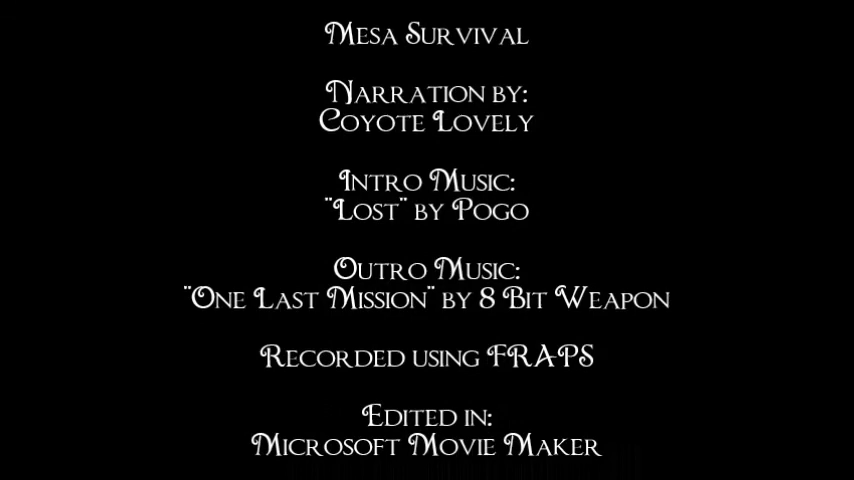 Mesa Survival
Narration by:
Coyote Lovely
Intro Music:
"Lost" by Pogo
Outro Music:
"One Last Mission" by 8 Bit Weapon
Recorded using FRAPS
Edited in:
Microsoft Movie Maker